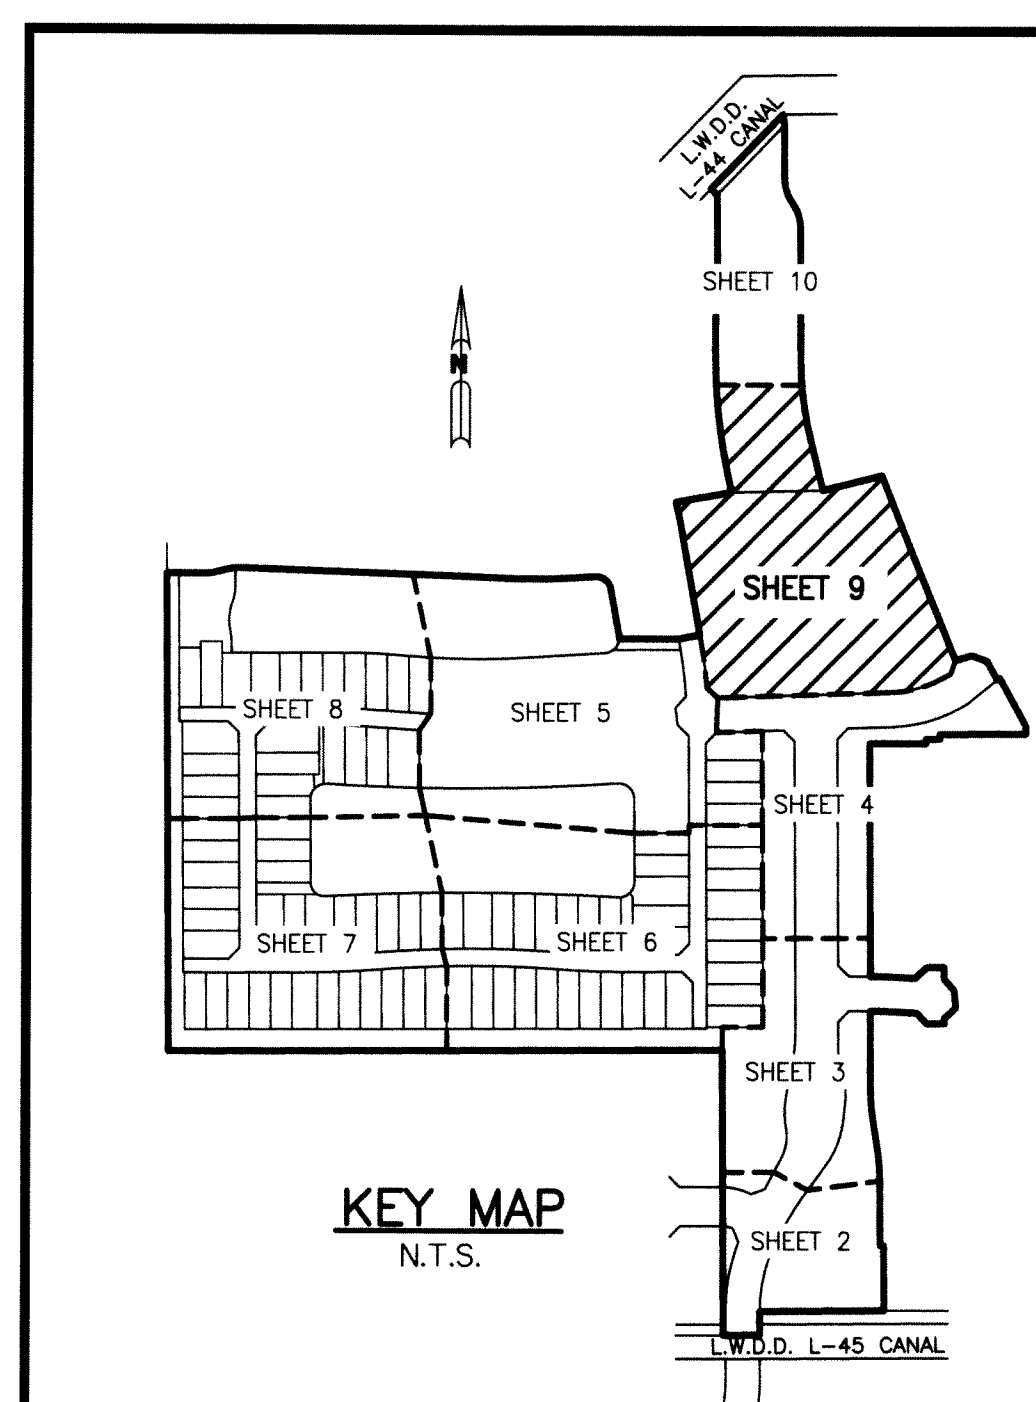 L.W.D.D.
L-44 CANAL
SHEET 10
N
SHEET 9
SHEET 8
SHEET 5
SHEET 4
SHEET 7
SHEET 6
SHEET 3
KEY MAP
N.T.S.
SHEET 2
L.W.D.D. L-45 CANAL